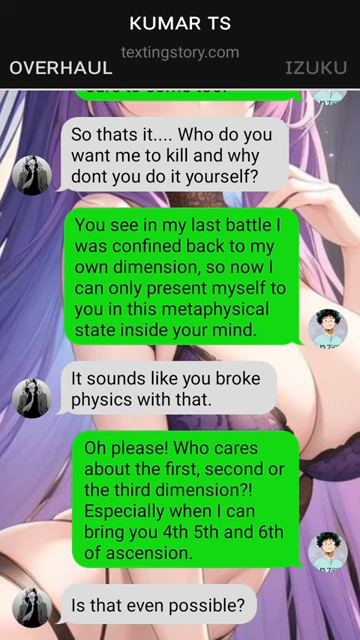 KUMAR TS
textingstory.com
OVERHAUL
IZUKU
So thats it.... Who do you
want me to kill and why
dont you do it yourself?
You see in my last battle I
was confined back to my
own dimension, so now I
can only present myself to
you in this metaphysical
state inside your mind.
It sounds like you broke
physics with that.
Oh please! Who cares
about the first, second or
the third dimension?!
Especially when I can
bring you 4th 5th and 6th
of ascension.
Is that even possible?